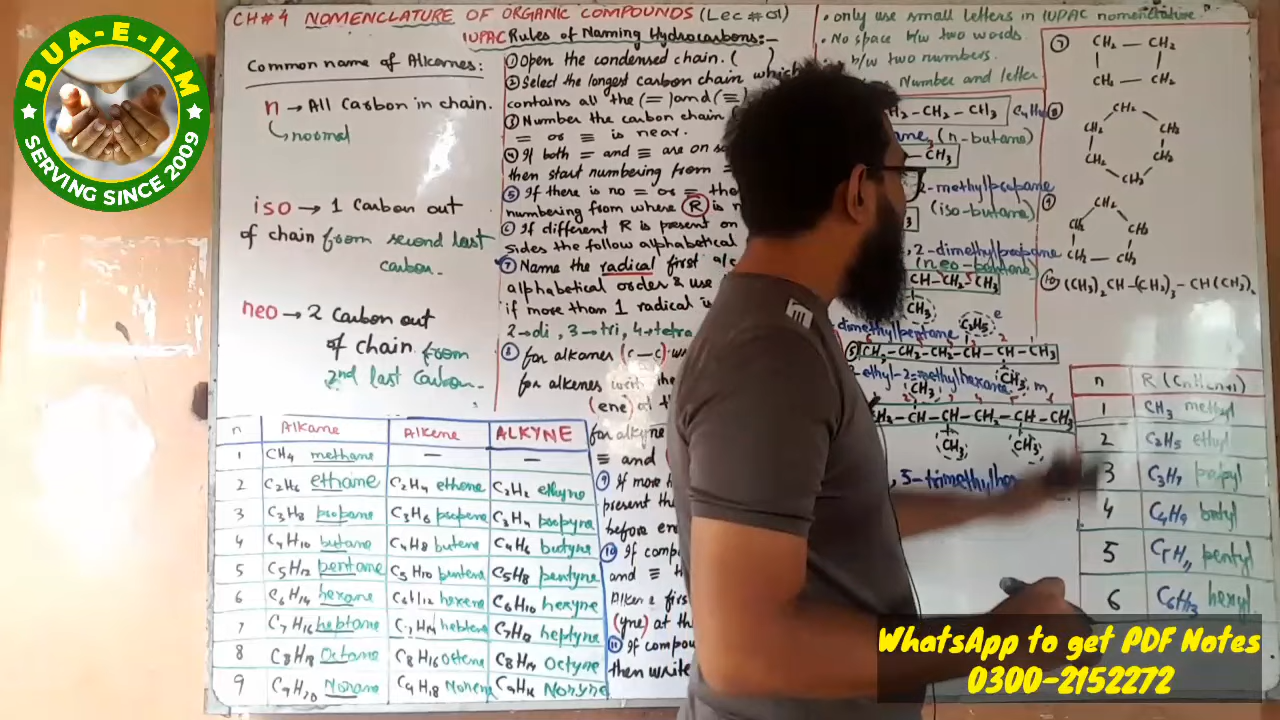 DUA-E-ILM
SERVING SINCE 2009
CH#4 NOMENCLATURE OF ORGANIC COMPOUNDS (Lec #01)
IUPAC Rules of Naming Hydrocarbons:-
Common name of Alkanes:
n → All Carbon in chain.
normal
iso → 1 Carbon out
of chain from second last
carbon.
neo → 2 Carbon out
of chain from
2nd last carbon.
① Open the condensed chain. (
② Select the longest carbon chain which
contains all the (=) and (≡)
③ Number the carbon chain
= or ≡ is near.
④ If both = and ≡ are on
then start numbering from
⑤ If there is no = or ≡
numbering from where R is
⑥ If different R is present on
sides the follow alphabetical
⑦ Name the radical first
alphabetical order & use
if more than 1 radical
2→di, 3→tri, 4→tetra
⑧ for alkanes (c-c)
for alkenes
(ene)
for alkyne
≡ and
⑨ If more
present
before
⑩ If comp
and ≡
Alkene first
(yne) at
⑪ If compou
then write
• only use small letters in IUPAC nomenclature."
• No space b/w two words.
b/w two numbers.
Number and letter
-CH2-CH3 C4H
(n-butane)
-CH3
2-methylpropane
(iso-butane)
2-dimethylpropane
(neo-pentane)
CH-CH2-CH3
CH3
dimethylpentane C2H5
⑤ CH3-CH2-CH2-CH-CH-CH3
-ethyl-2-methylhexane CH3 m
CH3
-CH-CH-CH2-CH-CH3
CH3 CH3
, 5-trimethylhe
⑦ CH2 — CH2
CH2 — CH2
⑧ CH2
CH2 CH2
CH2 CH2
CH2
⑨ CH2
CH2 CH2
CH2 — CH2
⑩ (CH3)2CH-(CH2)3-CH(CH3)2
n Alkane Alkene ALKYNE
1 CH4 methane — —
2 C2H6 ethane C2H4 ethene C2H2 ethyne
3 C3H8 propane C3H6 propene C3H4 propyne
4 C4H10 butane C4H8 butene C4H6 butyne
5 C5H12 pentane C5H10 pentene C5H8 pentyne
6 C6H14 hexane C6H12 hexene C6H10 hexyne
7 C7H16 heptane C7H14 heptene C7H12 heptyne
8 C8H18 Octane C8H16 octene C8H14 Octyne
9 C9H20 Nonane C9H18 Nonene C9H16 Nonyne
n R (CnH2n+1)
1 CH3 methyl
2 C2H5 ethyl
3 C3H7 propyl
4 C4H9 butyl
5 C5H11 pentyl
6 C6H13 hexyl
WhatsApp to get PDF Notes
0300-2152272